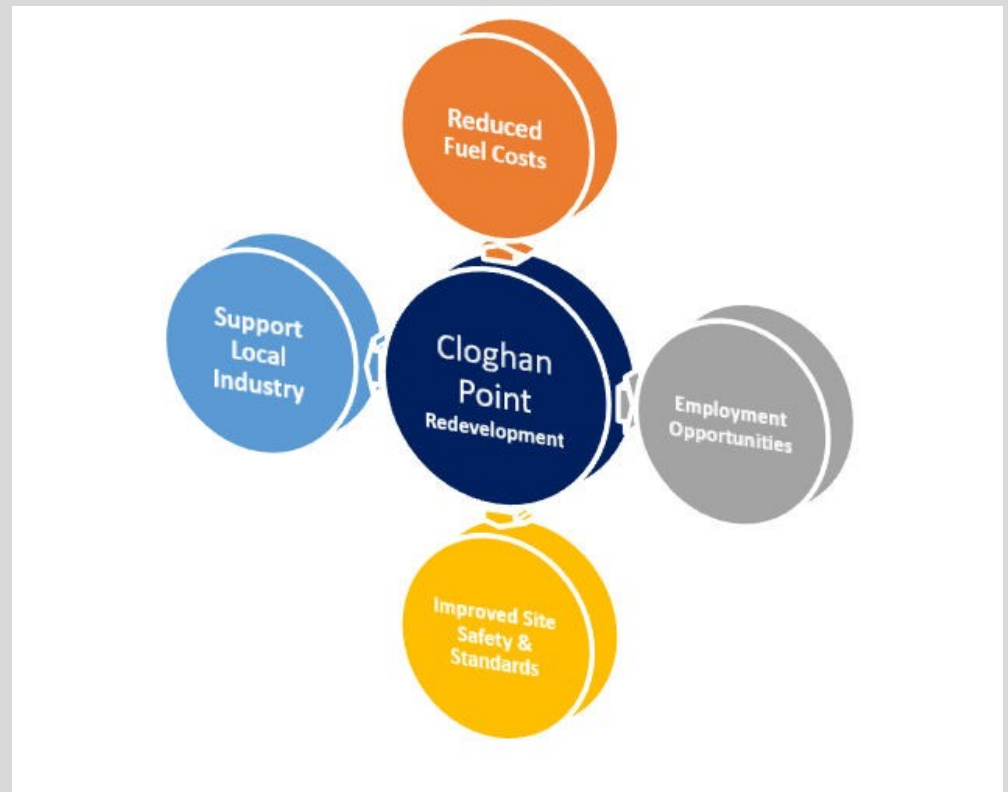 Reduced
Fuel Costs
Support
Local
Industry
Cloghan
Point
Redevelopment
Employment
Opportunities
Improved Site
Safety &
Standards